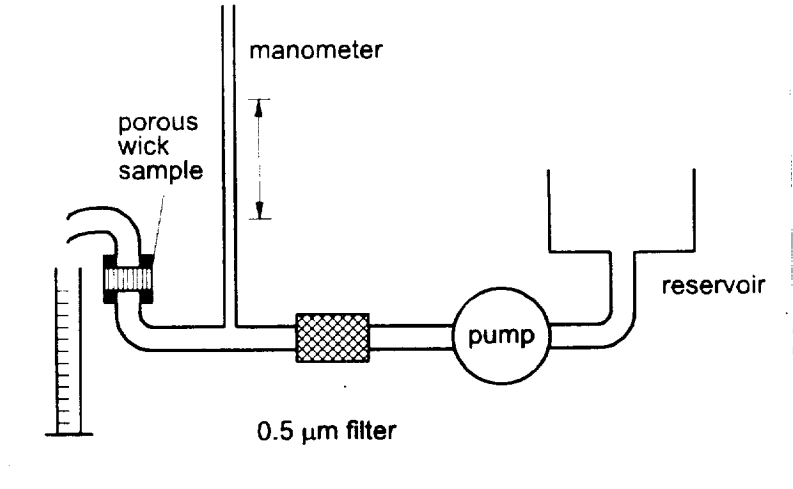 manometer
porous
wick
sample
reservoir
pump
0.5 μm filter